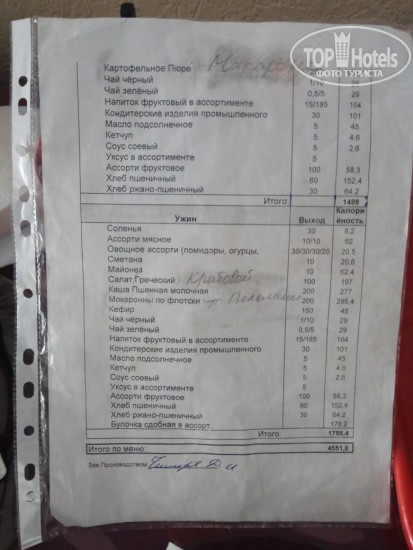 TOP Hotels
ФОТО ТУРИСТА
Картофельное Пюре
Чай чёрный 1/10 29
Чай зелёный 0,5/5 29
Напиток фруктовый в ассортименте 15/185 104
Кондитерские изделия промышленного 30 101
Масло подсолнечное 5 45
Кетчуп 5 4,6
Соус соевый 5 2,6
Уксус в ассортименте 5
Ассорти фруктовое 100 58,3
Хлеб пшеничный 60 152,4
Хлеб ржано-пшеничный 30 64,2
Итого: 1499
Ужин Выход Калорийность
Соленья 30 8,2
Ассорти мясное 10/10 62
Овощное ассорти (помидоры, огурцы, 30/30/30/20 20,5
Сметана 10 20,6
Майонез 10 62,4
Салат,Греческий Крабовой 100 197
Каша Пшенная молочная 200 277
Мокаронны по флотски 200 295,4
Кефир 150 45
Чай черный 1/10 29
Чай зелёный 0,5/5 29
Напиток фруктовый в ассортименте 15/185 104
Кондитерские изделия промышленного 30 101
Масло подсолнечное 5 45
Кетчуп 5 4,6
Соус соевый 5 2,6
Уксус в ассортименте 5
Ассорти фруктовое 100 58,3
Хлеб пшеничный 60 152,4
Хлеб ржано-пшеничный 30 64,2
Булочка сдобная в ассорт. 178,2
Итого: 1786,4
Итого по меню: 4551,8
Зав Производством